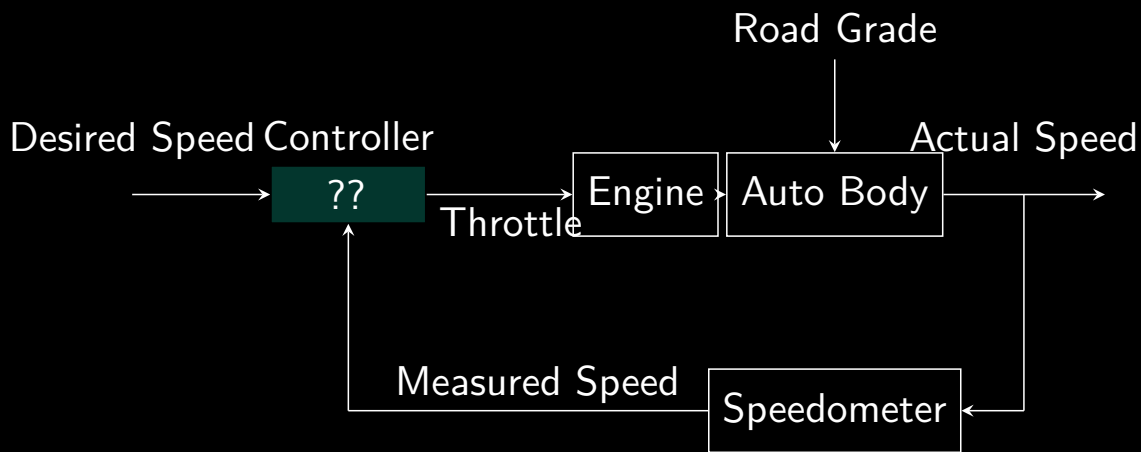 Road Grade
Desired Speed
Controller
Actual Speed
??
Throttle
Engine
Auto Body
Measured Speed
Speedometer